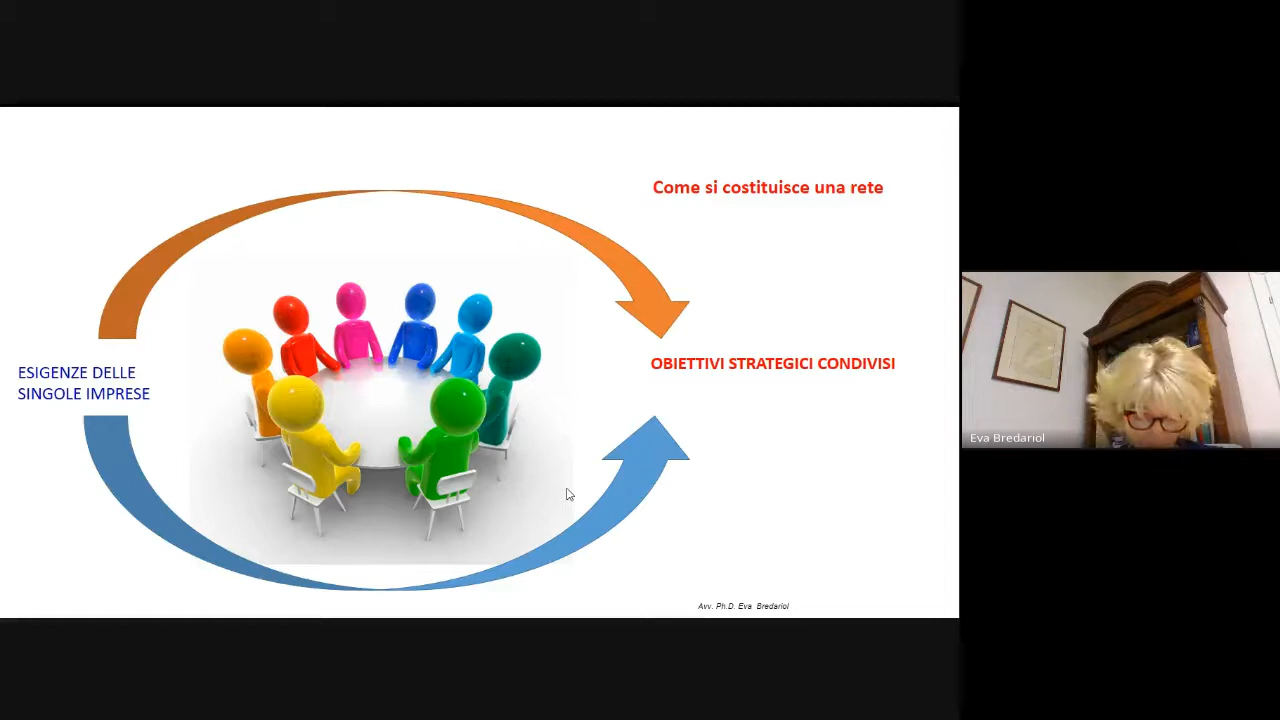 Come si costituisce una rete
ESIGENZE DELLE
SINGOLE IMPRESE
OBIETTIVI STRATEGICI CONDIVISI
Eva Bredariol
Avv. Ph.D. Eva Bredariol